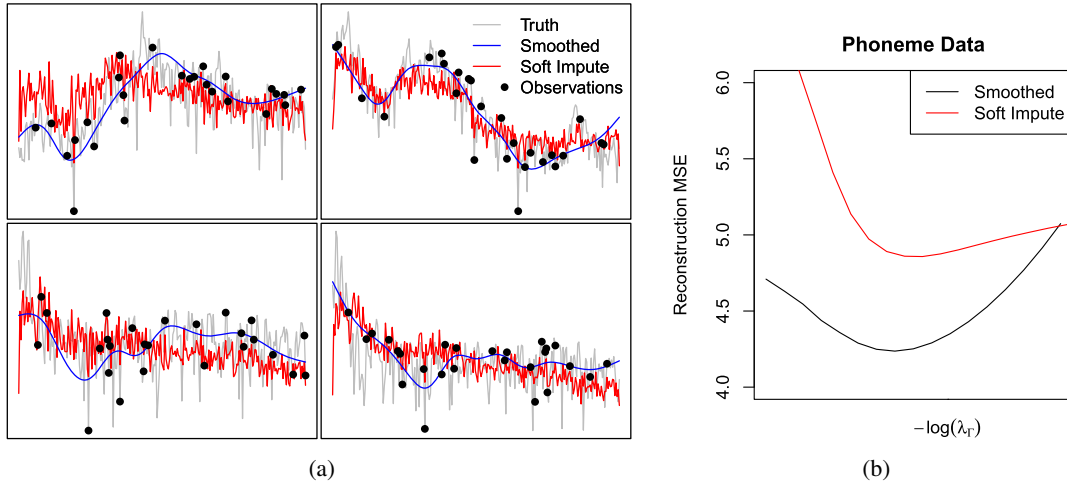 Truth
Smoothed
Soft Impute
Observations
(a)
Phoneme Data
Smoothed
Soft Impute
Reconstruction MSE
6.0
5.5
5.0
4.5
4.0
−log(λΓ)
(b)